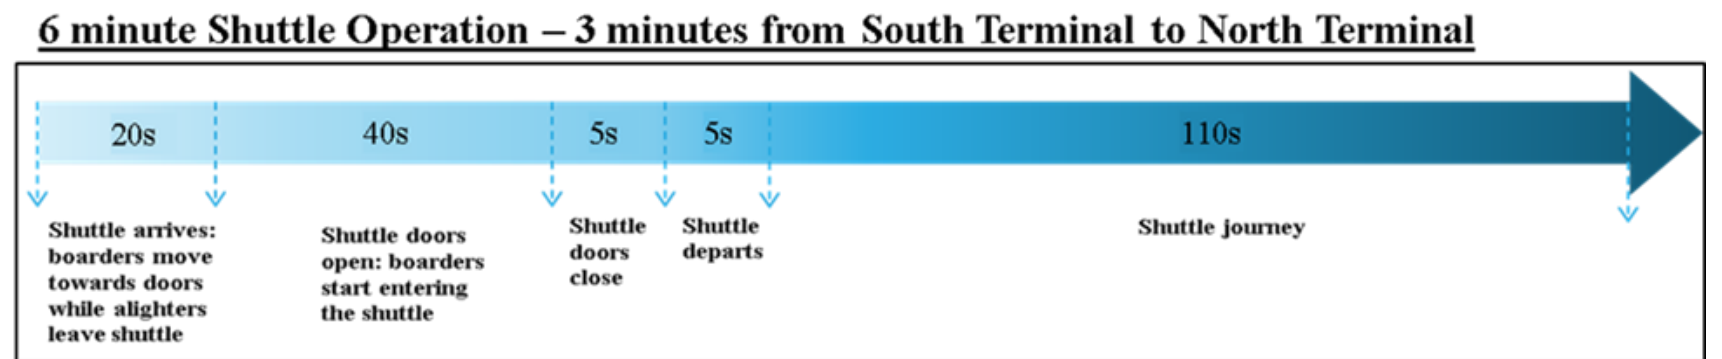 6 minute Shuttle Operation – 3 minutes from South Terminal to North Terminal
20s
40s
5s
5s
110s
Shuttle arrives:
boarders move
towards doors
while alighters
leave shuttle
Shuttle doors
open: boarders
start entering
the shuttle
Shuttle
doors
close
Shuttle
departs
Shuttle journey